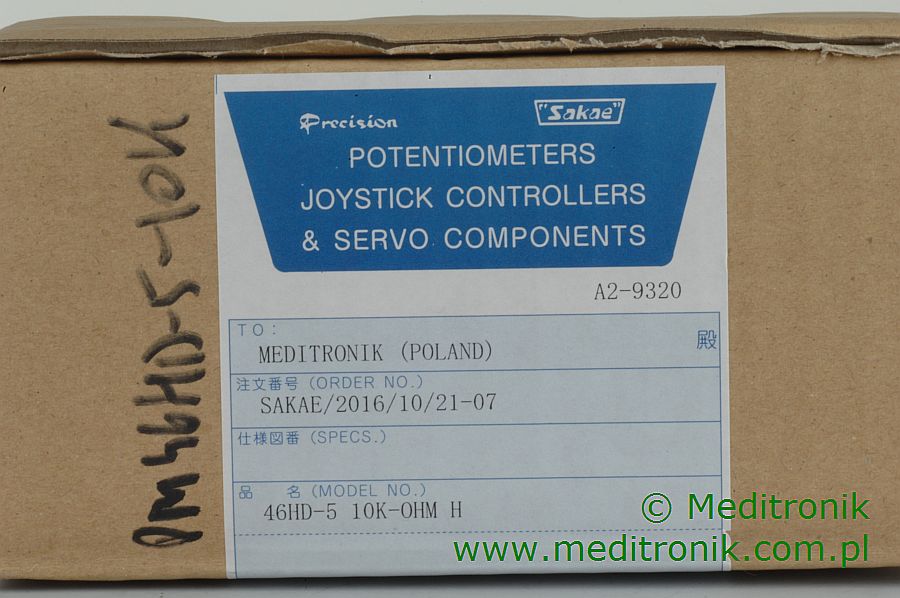 PM46HD-5-10K
Precision
"Sakae"
POTENTIOMETERS
JOYSTICK CONTROLLERS
& SERVO COMPONENTS
A2-9320
TO:
MEDITRONIK (POLAND) 殿
注文番号 (ORDER NO.)
SAKAE/2016/10/21-07
仕様図番 (SPECS.)
品 名 (MODEL NO.)
46HD-5 10K-OHM H
© Meditronik
www.meditronik.com.pl